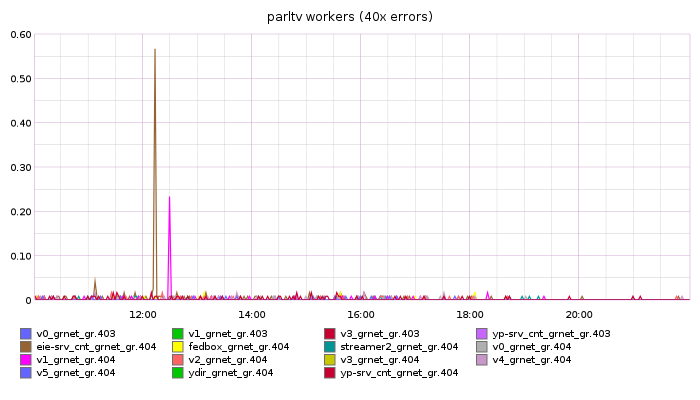 parltv workers (40x errors)
0.60
0.50
0.40
0.30
0.20
0.10
0
12:00 14:00 16:00 18:00 20:00
v0_grnet_gr.403 v1_grnet_gr.403 v3_grnet_gr.403 yp-srv_cnt_grnet_gr.403
eie-srv_cnt_grnet_gr.404 fedbox_grnet_gr.404 streamer2_grnet_gr.404 v0_grnet_gr.404
v1_grnet_gr.404 v2_grnet_gr.404 v3_grnet_gr.404 v4_grnet_gr.404
v5_grnet_gr.404 ydir_grnet_gr.404 yp-srv_cnt_grnet_gr.404